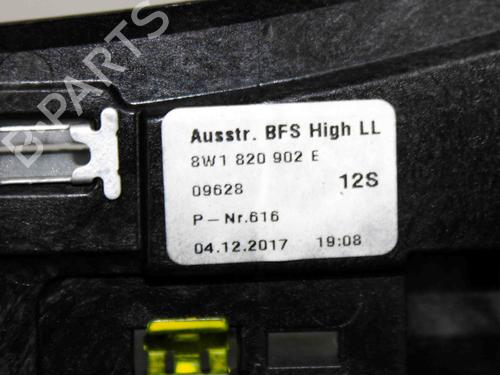 Ausstr. BFS High LL
8W1 820 902 E
09628 12S
P-Nr.616
04.12.2017 19:08
B-PARTS